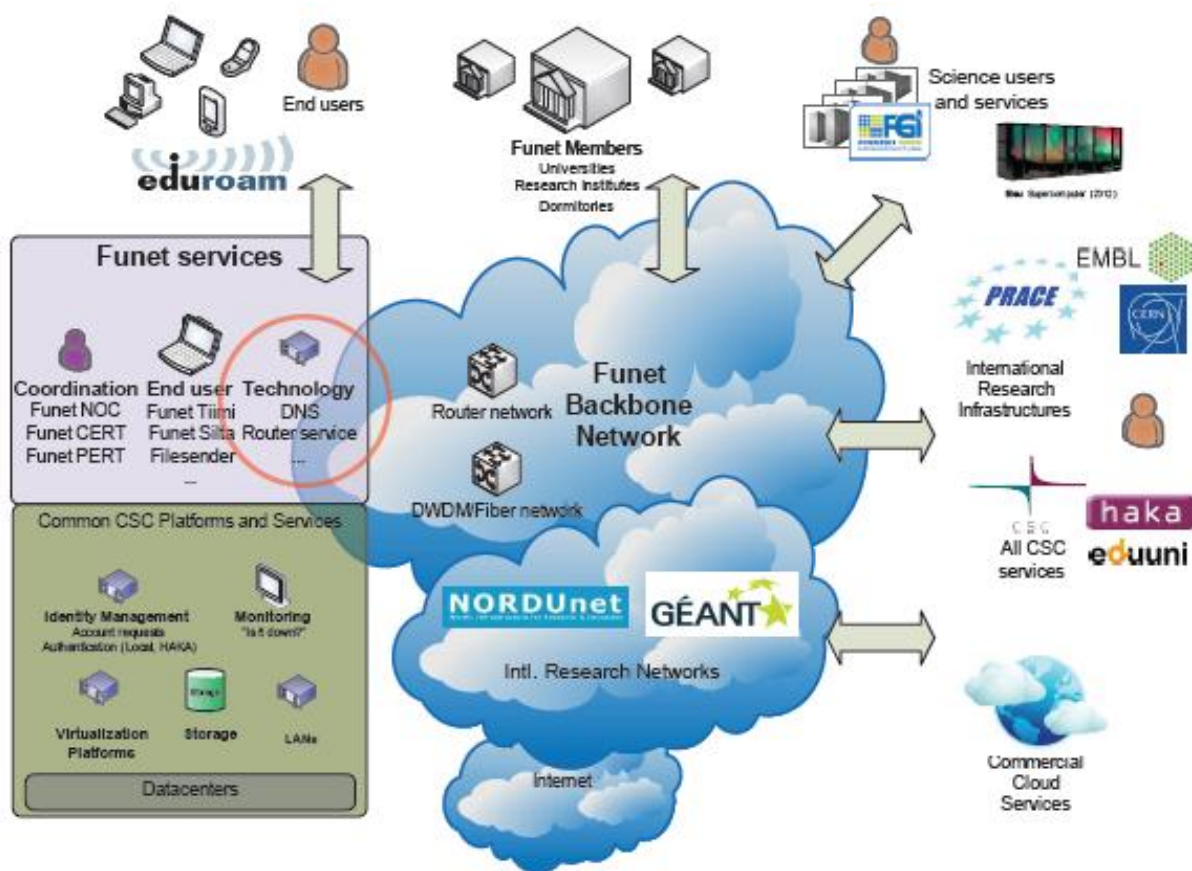 End users
eduroam
Funet Members
Universities
Research Institutes
Dormitories
Science users
and services
FGi
Supercomputer (2012)
Funet services
Coordination
Funet NOC
Funet CERT
Funet PERT
End user
Funet Tiimi
Funet Silta
Filesender
...
Technology
DNS
Router service
...
Router network
DWDM/Fiber network
Funet
Backbone
Network
PRACE
EMBL
CERN
International
Research
Infrastructures
CSC
All CSC
services
haka
eduuni
Common CSC Platforms and Services
Identity Management
Account requests
Authentication (Local, HAKA)
Monitoring
"Is it down?"
Virtualization
Platforms
Storage
Storage
LANs
Datacenters
NORDUnet
GÉANT
Intl. Research Networks
Internet
Commercial
Cloud
Services